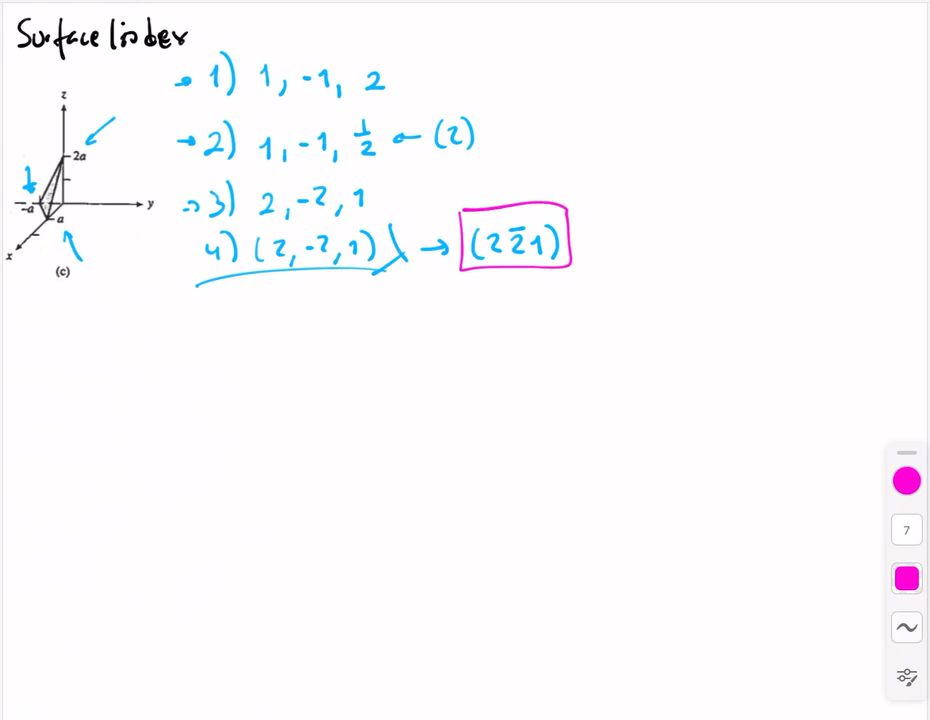 Surface Index
→ 1) 1, -1, 2
→ 2) 1, -1, 1/2 ← (2)
→ 3) 2, -2, 1
4) (2, -2, 1) → (2 2̄ 1)
z
2a
-a
y
a
x
(c)
7